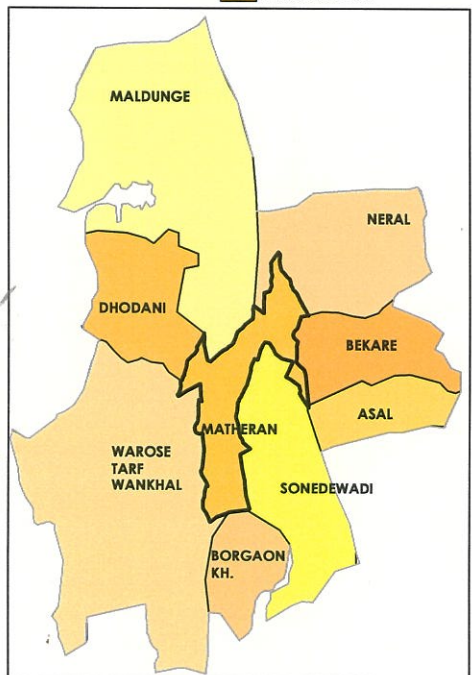 MALDUNGE
NERAL
DHODANI
BEKARE
ASAL
MATHERAN
WAROSE
TARF
WANKHAL
SONEDEWADI
BORGAON
KH.